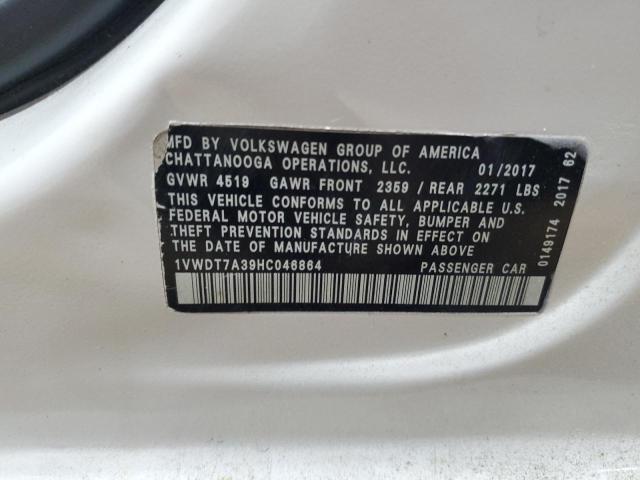 MFD BY VOLKSWAGEN GROUP OF AMERICA
CHATTANOOGA OPERATIONS, LLC. 01/2017
GVWR 4519 GAWR FRONT 2359 / REAR 2271 LBS
THIS VEHICLE CONFORMS TO ALL APPLICABLE U.S.
FEDERAL MOTOR VEHICLE SAFETY, BUMPER AND
THEFT PREVENTION STANDARDS IN EFFECT ON
THE DATE OF MANUFACTURE SHOWN ABOVE
1VWDT7A39HC046864 PASSENGER CAR
0149174 2017 62